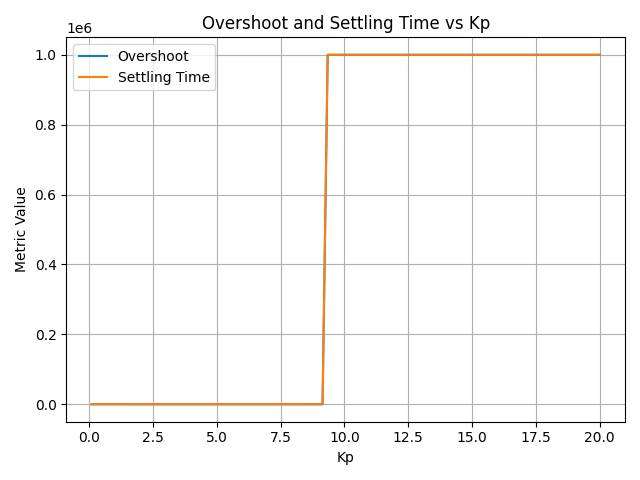 Overshoot and Settling Time vs Kp
1e6
Overshoot
Settling Time
1.0
0.8
0.6
0.4
0.2
0.0
Metric Value
0.0 2.5 5.0 7.5 10.0 12.5 15.0 17.5 20.0
Kp